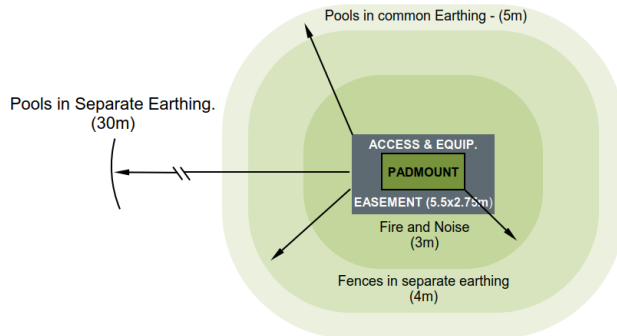 Pools in common Earthing - (5m)
Pools in Separate Earthing.
(30m)
ACCESS & EQUIP.
PADMOUNT
EASEMENT (5.5x2.75m)
Fire and Noise
(3m)
Fences in separate earthing
(4m)